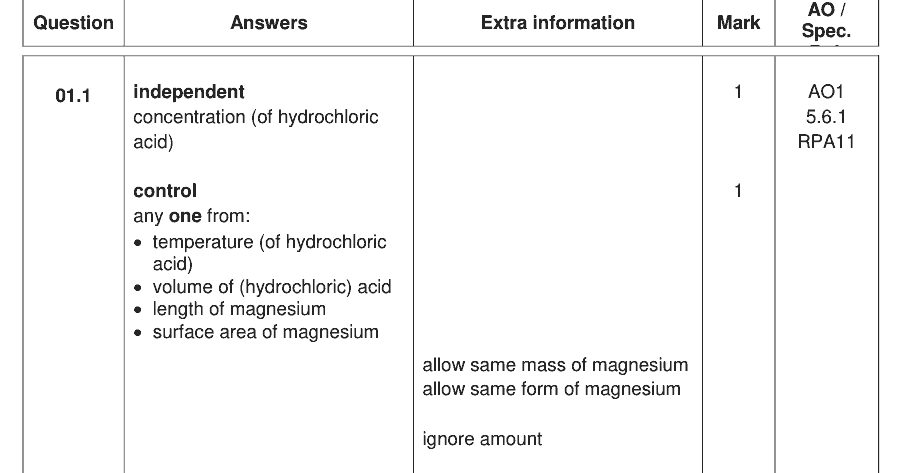 Question Answers Extra information Mark AO /
Spec.
01.1 independent 1 AO1
concentration (of hydrochloric 5.6.1
acid) RPA11
control 1
any one from:
• temperature (of hydrochloric
acid)
• volume of (hydrochloric) acid
• length of magnesium
• surface area of magnesium
allow same mass of magnesium
allow same form of magnesium
ignore amount